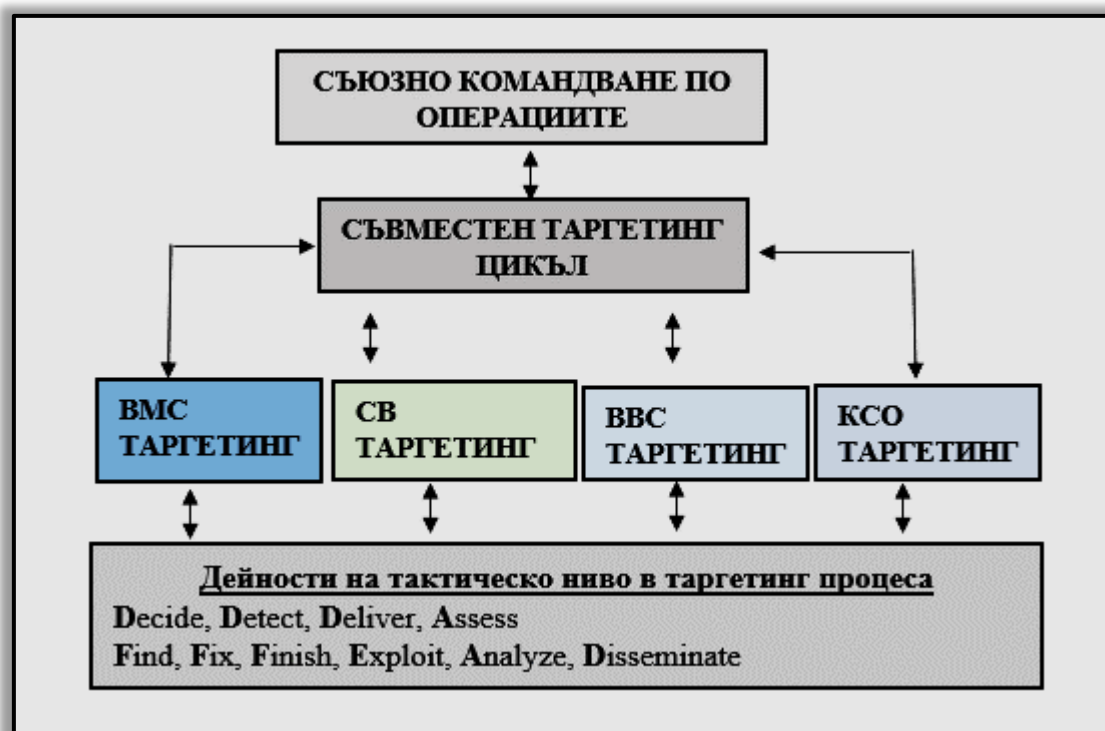 СЪЮЗНО КОМАНДВАНЕ ПО
ОПЕРАЦИИТЕ
СЪВМЕСТЕН ТАРГЕТИНГ
ЦИКЪЛ
ВМС
ТАРГЕТИНГ
СВ
ТАРГЕТИНГ
ВВС
ТАРГЕТИНГ
КСО
ТАРГЕТИНГ
Дейности на тактическо ниво в таргетинг процеса
Decide, Detect, Deliver, Assess
Find, Fix, Finish, Exploit, Analyze, Disseminate